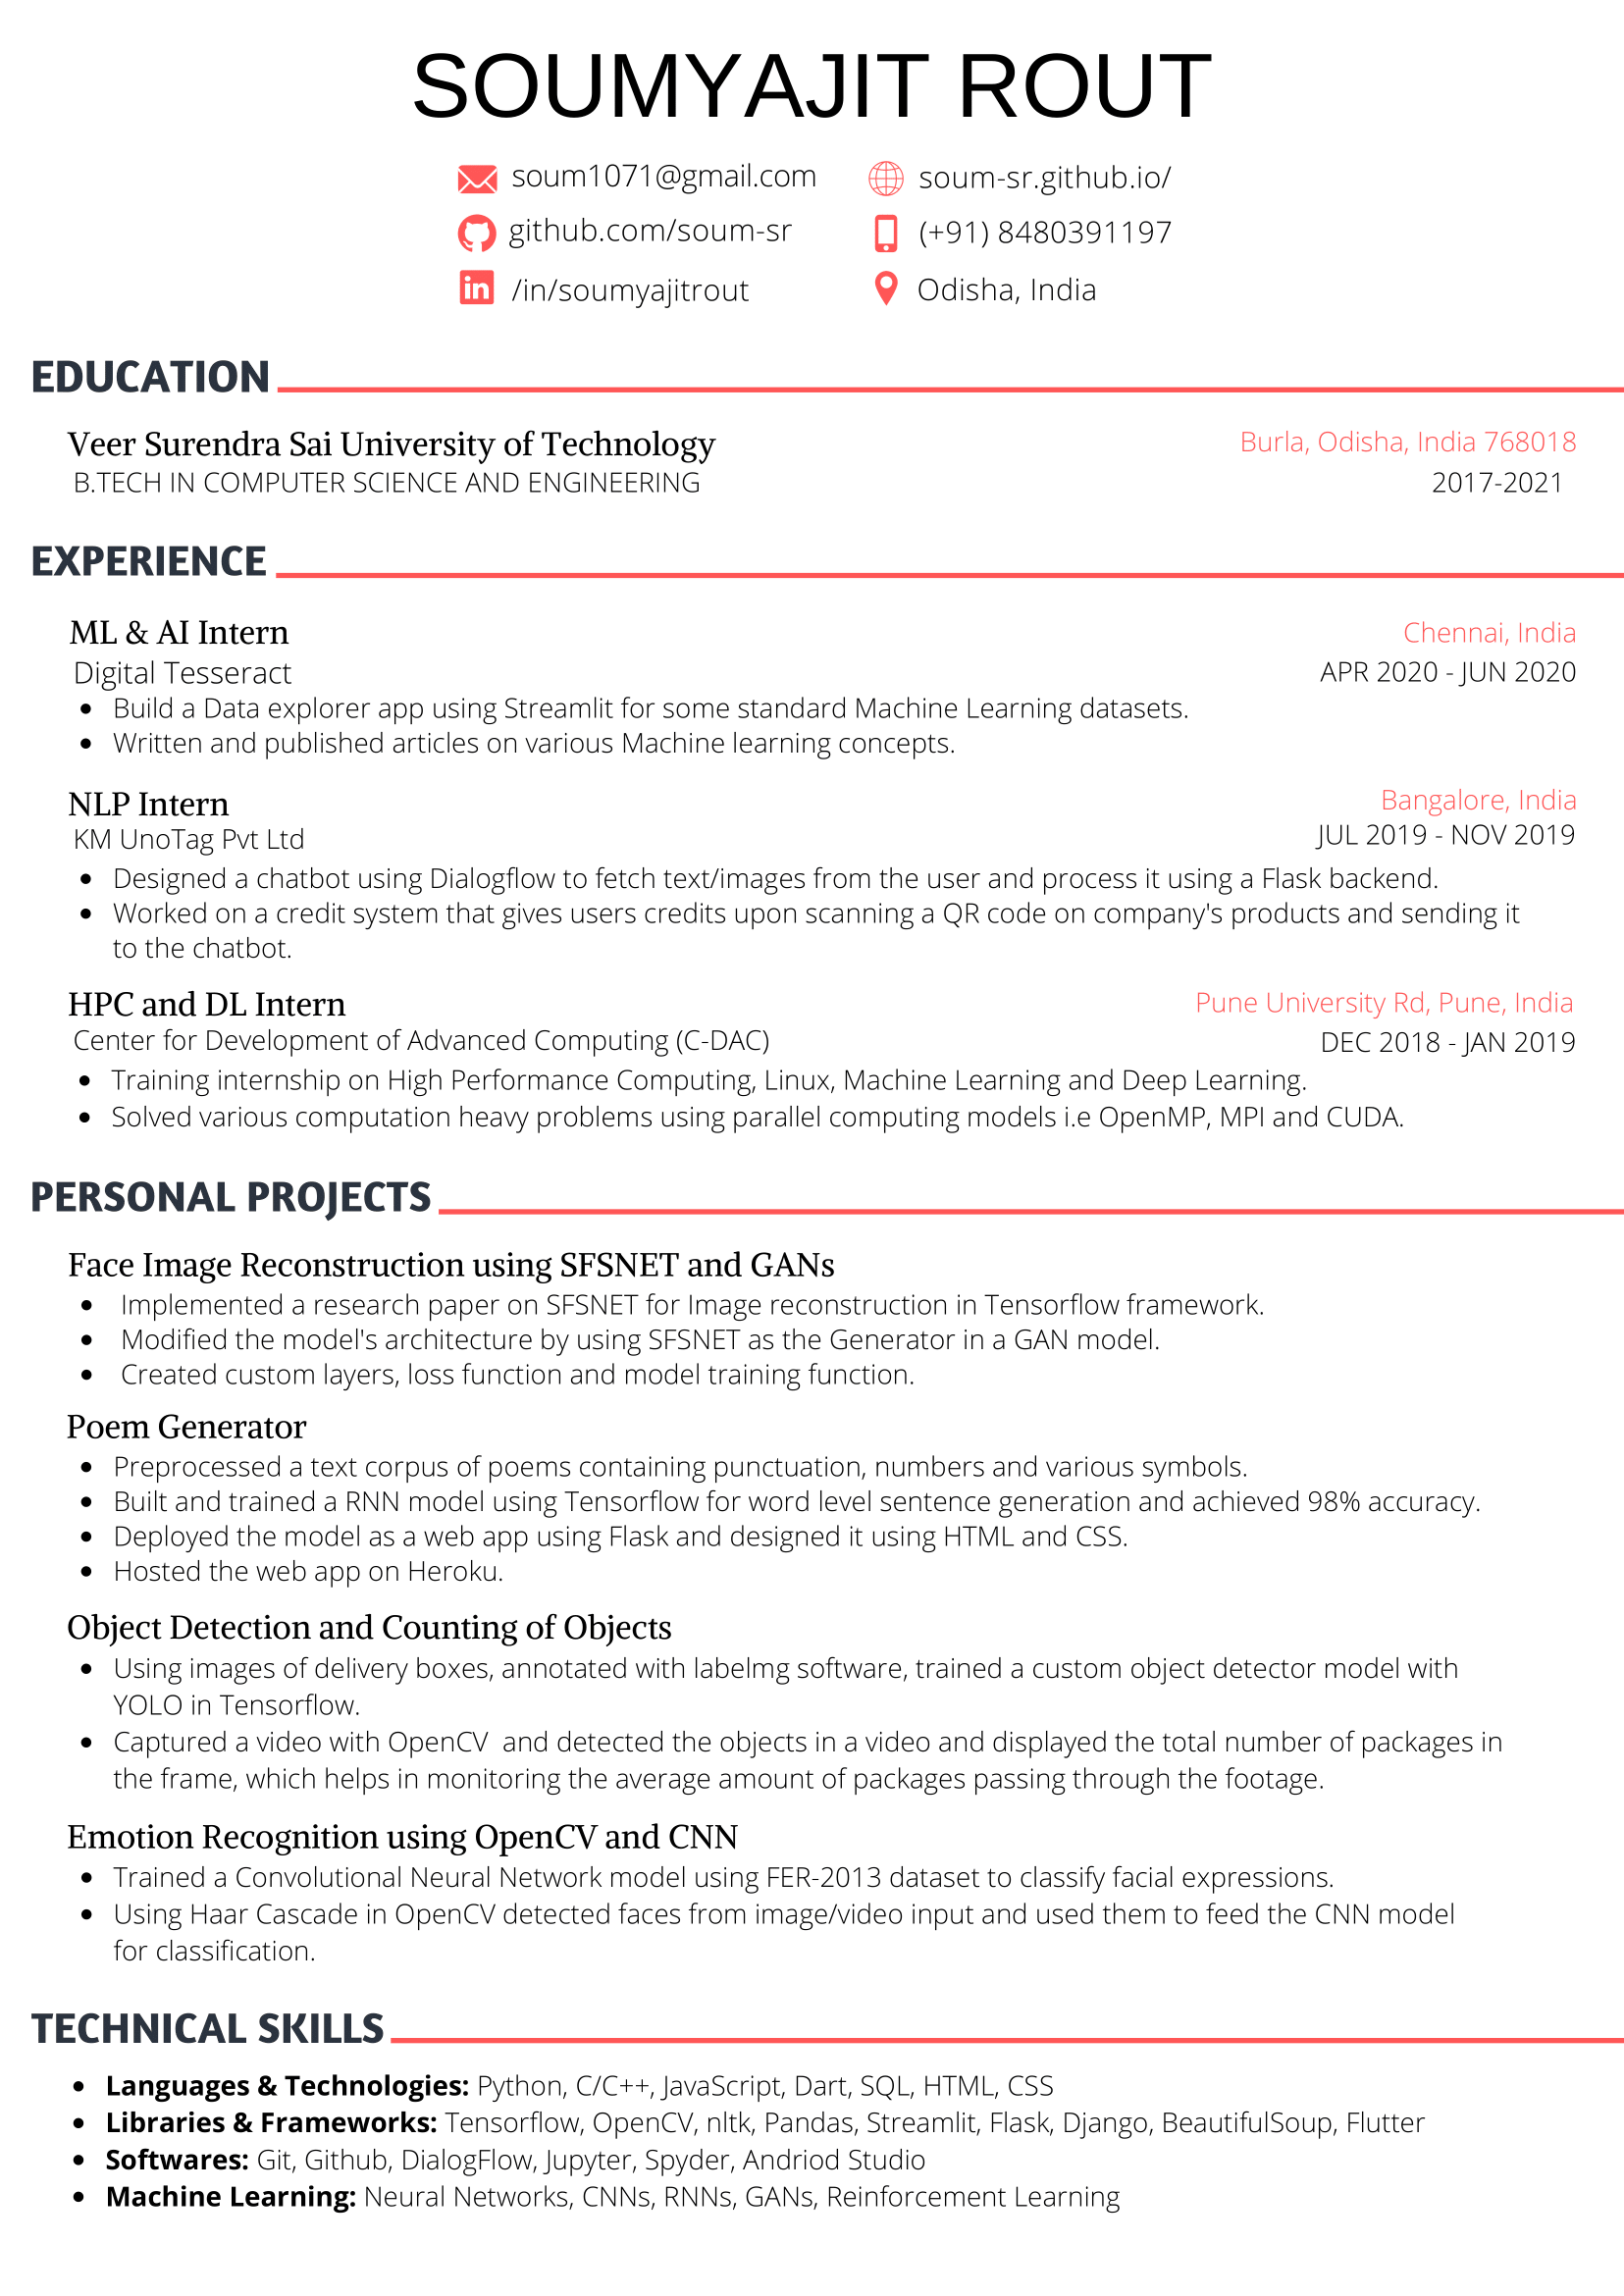 SOUMYAJIT ROUT
soum1071@gmail.com soum-sr.github.io/
github.com/soum-sr (+91) 8480391197
/in/soumyajitrout Odisha, India
EDUCATION
Veer Surendra Sai University of Technology Burla, Odisha, India 768018
B.TECH IN COMPUTER SCIENCE AND ENGINEERING 2017-2021
EXPERIENCE
ML & AI Intern Chennai, India
Digital Tesseract APR 2020 - JUN 2020
• Build a Data explorer app using Streamlit for some standard Machine Learning datasets.
• Written and published articles on various Machine learning concepts.
NLP Intern Bangalore, India
KM UnoTag Pvt Ltd JUL 2019 - NOV 2019
• Designed a chatbot using Dialogflow to fetch text/images from the user and process it using a Flask backend.
• Worked on a credit system that gives users credits upon scanning a QR code on company's products and sending it
to the chatbot.
HPC and DL Intern Pune University Rd, Pune, India
Center for Development of Advanced Computing (C-DAC) DEC 2018 - JAN 2019
• Training internship on High Performance Computing, Linux, Machine Learning and Deep Learning.
• Solved various computation heavy problems using parallel computing models i.e OpenMP, MPI and CUDA.
PERSONAL PROJECTS
Face Image Reconstruction using SFSNET and GANs
• Implemented a research paper on SFSNET for Image reconstruction in Tensorflow framework.
• Modified the model's architecture by using SFSNET as the Generator in a GAN model.
• Created custom layers, loss function and model training function.
Poem Generator
• Preprocessed a text corpus of poems containing punctuation, numbers and various symbols.
• Built and trained a RNN model using Tensorflow for word level sentence generation and achieved 98% accuracy.
• Deployed the model as a web app using Flask and designed it using HTML and CSS.
• Hosted the web app on Heroku.
Object Detection and Counting of Objects
• Using images of delivery boxes, annotated with labelmg software, trained a custom object detector model with
YOLO in Tensorflow.
• Captured a video with OpenCV and detected the objects in a video and displayed the total number of packages in
the frame, which helps in monitoring the average amount of packages passing through the footage.
Emotion Recognition using OpenCV and CNN
• Trained a Convolutional Neural Network model using FER-2013 dataset to classify facial expressions.
• Using Haar Cascade in OpenCV detected faces from image/video input and used them to feed the CNN model
for classification.
TECHNICAL SKILLS
• Languages & Technologies: Python, C/C++, JavaScript, Dart, SQL, HTML, CSS
• Libraries & Frameworks: Tensorflow, OpenCV, nltk, Pandas, Streamlit, Flask, Django, BeautifulSoup, Flutter
• Softwares: Git, Github, DialogFlow, Jupyter, Spyder, Andriod Studio
• Machine Learning: Neural Networks, CNNs, RNNs, GANs, Reinforcement Learning